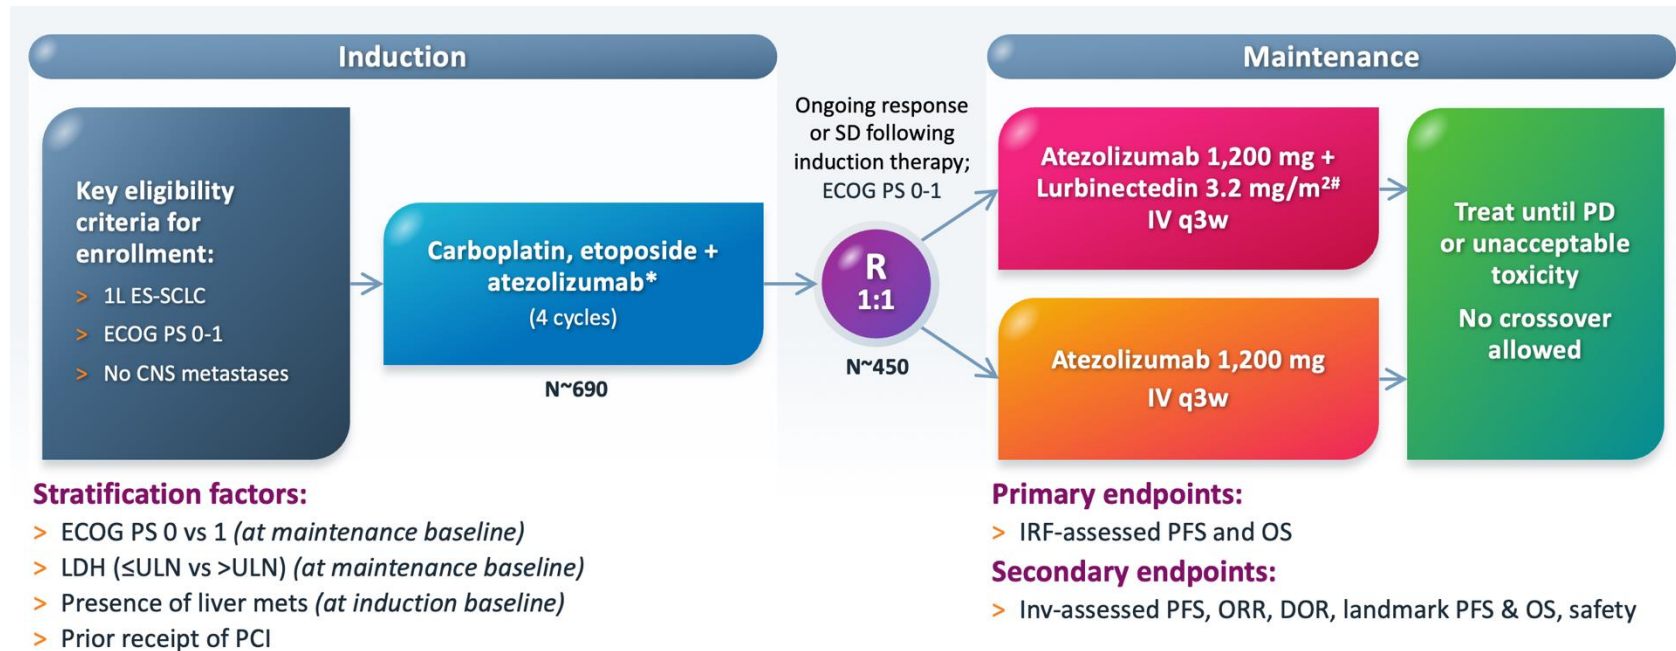 Induction
Maintenance
Key eligibility
criteria for
enrollment:
> 1L ES-SCLC
> ECOG PS 0-1
> No CNS metastases
Carboplatin, etoposide +
atezolizumab*
(4 cycles)
N~690
Ongoing response
or SD following
induction therapy;
ECOG PS 0-1
R
1:1
N~450
Atezolizumab 1,200 mg +
Lurbinectedin 3.2 mg/m²#
IV q3w
Atezolizumab 1,200 mg
IV q3w
Treat until PD
or unacceptable
toxicity
No crossover
allowed
Stratification factors:
> ECOG PS 0 vs 1 (at maintenance baseline)
> LDH (≤ULN vs >ULN) (at maintenance baseline)
> Presence of liver mets (at induction baseline)
> Prior receipt of PCI
Primary endpoints:
> IRF-assessed PFS and OS
Secondary endpoints:
> Inv-assessed PFS, ORR, DOR, landmark PFS & OS, safety